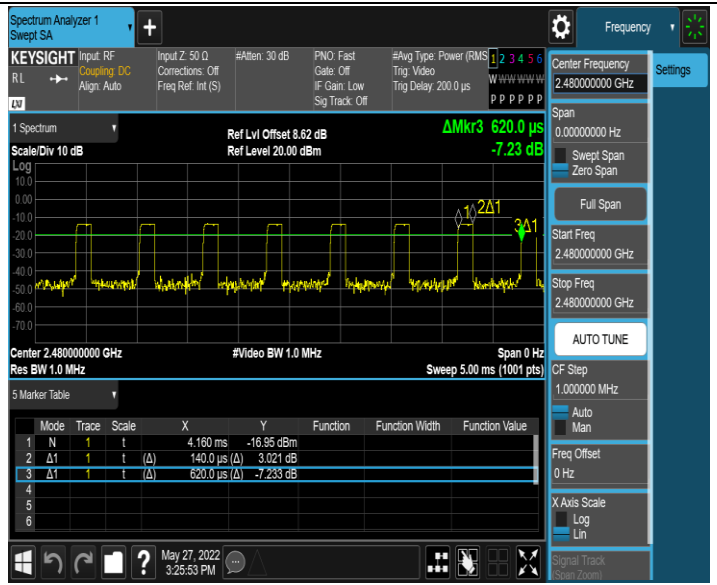 Spectrum Analyzer 1
Swept SA
Frequency
KEYSIGHT
RL
LXI
Input: RF
Coupling: DC
Align: Auto
Input Z: 50 Ω
Corrections: Off
Freq Ref: Int (S)
#Atten: 30 dB
PNO: Fast
Gate: Off
IF Gain: Low
Sig Track: Off
#Avg Type: Power (RMS
Trig: Video
Trig Delay: 200.0 µs
1 2 3 4 5 6
W W W W W W
P P P P P P
1 Spectrum
Scale/Div 10 dB
Ref Lvl Offset 8.62 dB
Ref Level 20.00 dBm
ΔMkr3 620.0 µs
-7.23 dB
Log
10.0
0.00
-10.0
-20.0
-30.0
-40.0
-50.0
-60.0
-70.0
1
2Δ1
3Δ1
Center 2.480000000 GHz
#Video BW 1.0 MHz
Span 0 Hz
Res BW 1.0 MHz
Sweep 5.00 ms (1001 pts)
5 Marker Table
Mode Trace Scale X Y Function Function Width Function Value
1 N 1 t 4.160 ms -16.95 dBm
2 Δ1 1 t (Δ) 140.0 µs (Δ) 3.021 dB
3 Δ1 1 t (Δ) 620.0 µs (Δ) -7.233 dB
4
5
6
?
May 27, 2022
3:25:53 PM
Center Frequency
2.480000000 GHz
Settings
Span
0.00000000 Hz
Swept Span
Zero Span
Full Span
Start Freq
2.480000000 GHz
Stop Freq
2.480000000 GHz
AUTO TUNE
CF Step
1.000000 MHz
Auto
Man
Freq Offset
0 Hz
X Axis Scale
Log
Lin
Signal Track
(Span Zoom)